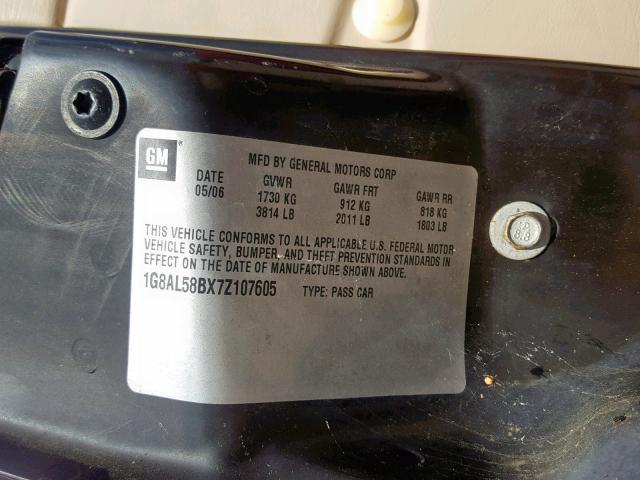 GM
MFD BY GENERAL MOTORS CORP
DATE GVWR GAWR FRT GAWR RR
05/06 1730 KG 912 KG 818 KG
3814 LB 2011 LB 1803 LB
THIS VEHICLE CONFORMS TO ALL APPLICABLE U.S. FEDERAL MOTOR
VEHICLE SAFETY, BUMPER, AND THEFT PREVENTION STANDARDS IN
EFFECT ON THE DATE OF MANUFACTURE SHOWN ABOVE.
1G8AL58BX7Z107605 TYPE: PASS CAR